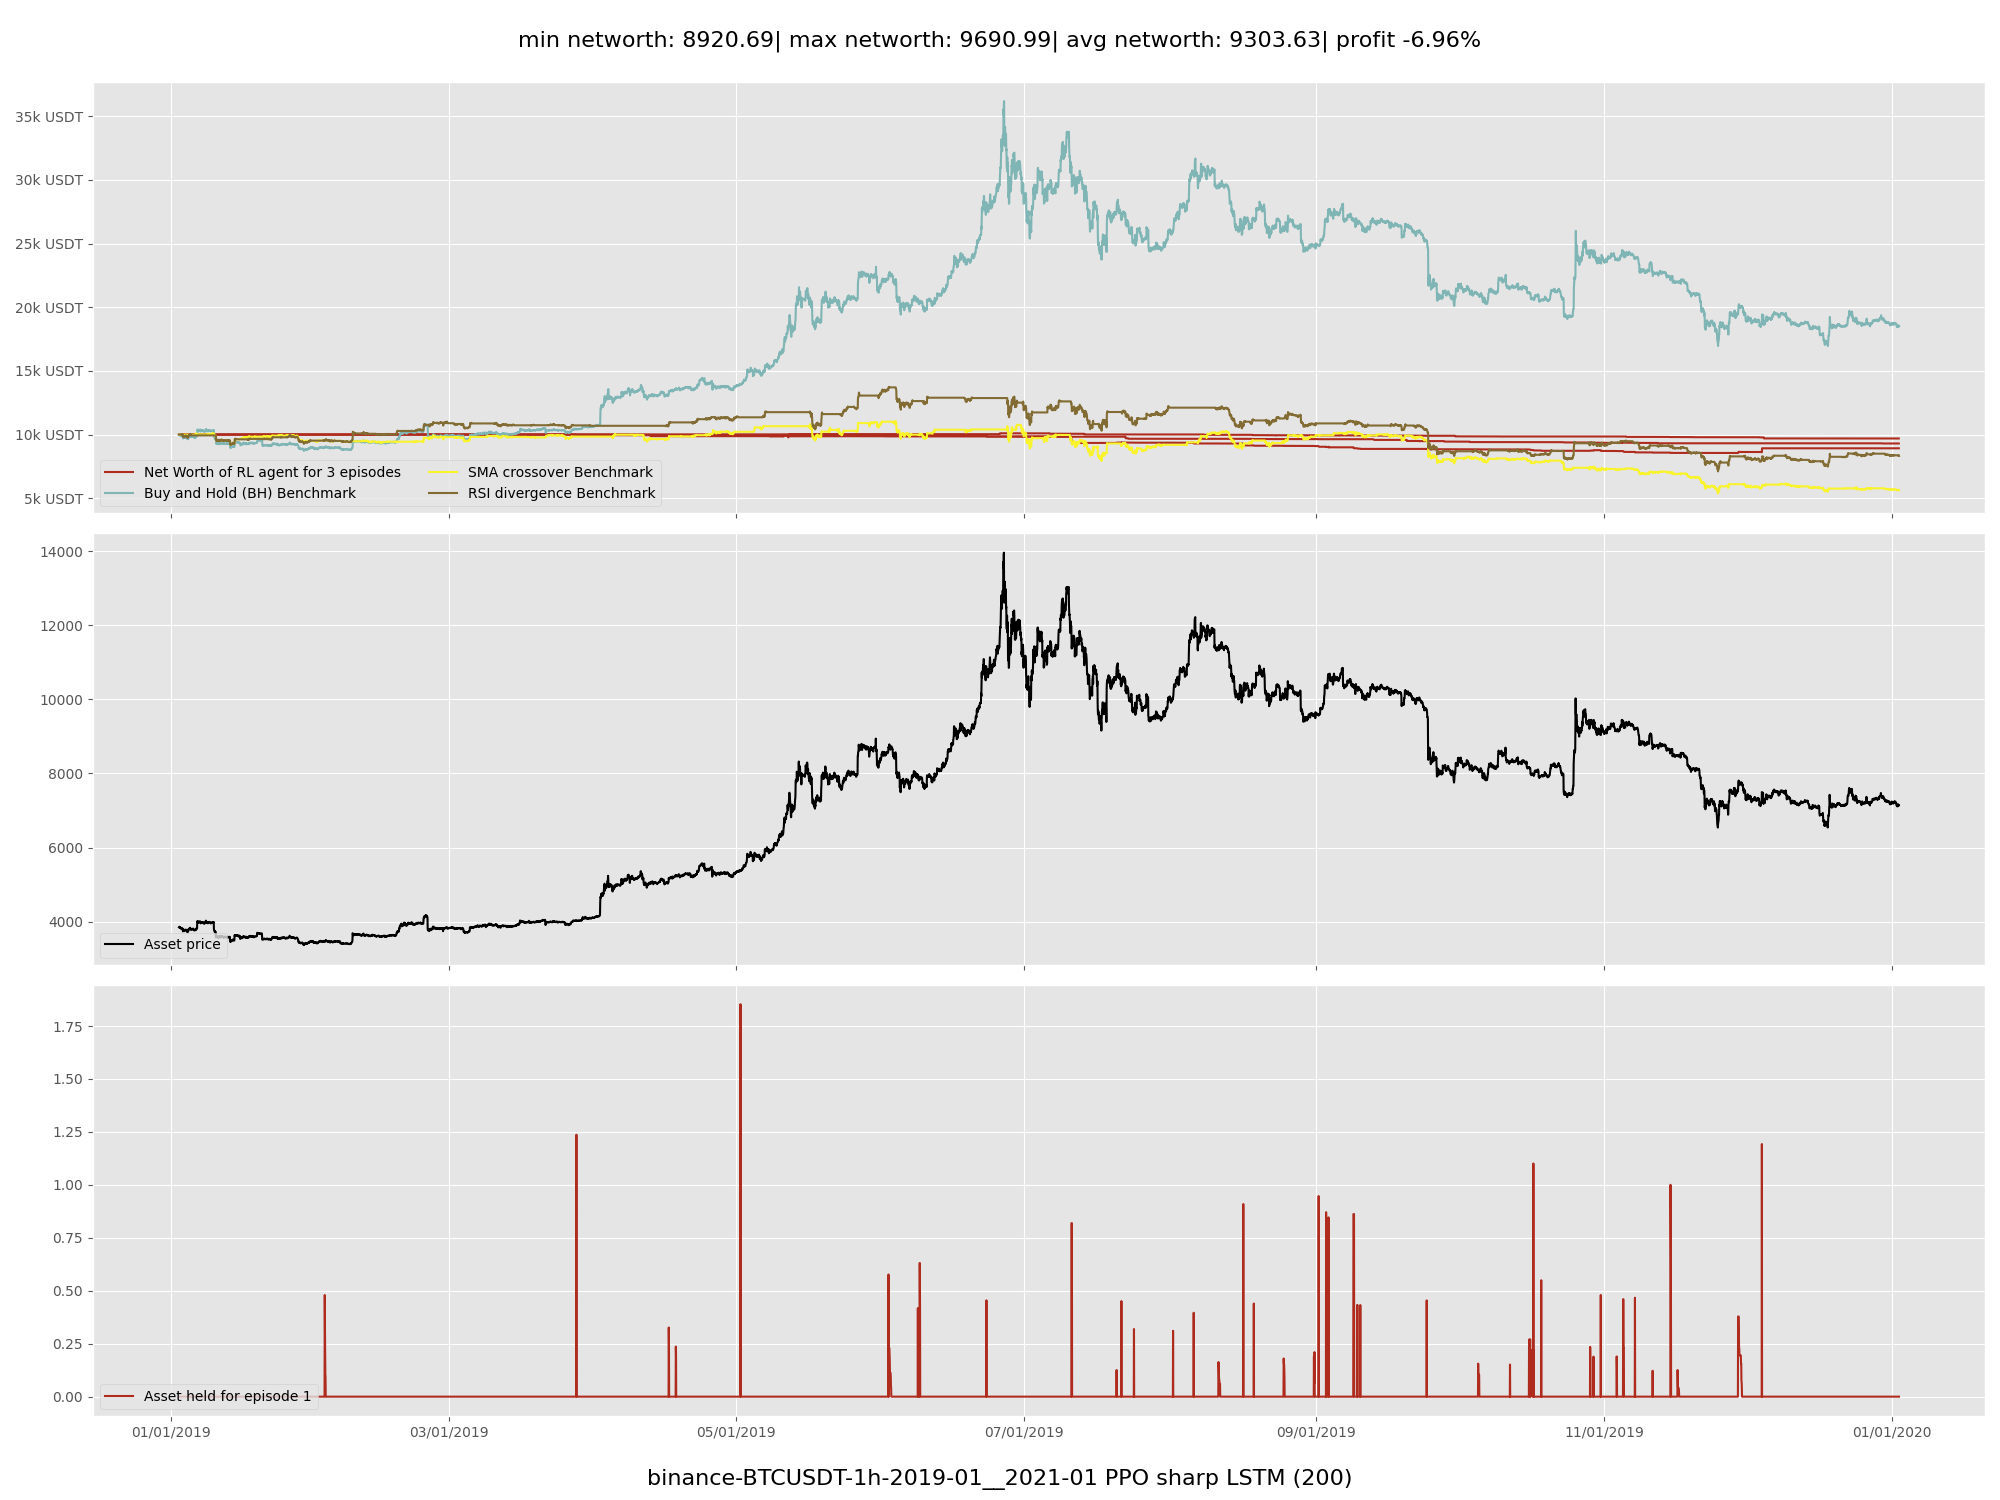 min networth: 8920.69| max networth: 9690.99| avg networth: 9303.63| profit -6.96%
35k USDT
30k USDT
25k USDT
20k USDT
15k USDT
10k USDT
5k USDT
Net Worth of RL agent for 3 episodes
Buy and Hold (BH) Benchmark
SMA crossover Benchmark
RSI divergence Benchmark
14000
12000
10000
8000
6000
4000
Asset price
1.75
1.50
1.25
1.00
0.75
0.50
0.25
0.00
Asset held for episode 1
01/01/2019 03/01/2019 05/01/2019 07/01/2019 09/01/2019 11/01/2019 01/01/2020
binance-BTCUSDT-1h-2019-01__2021-01 PPO sharp LSTM (200)